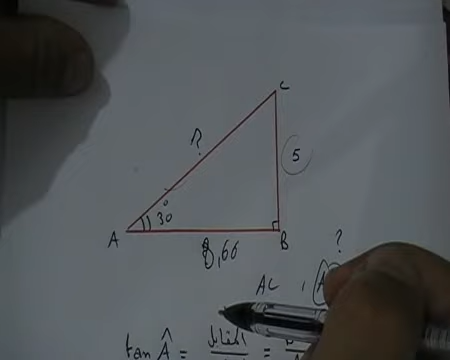 C
?
5
30°
A
B
8,66
?
AC , A
tan Â = المقابل =